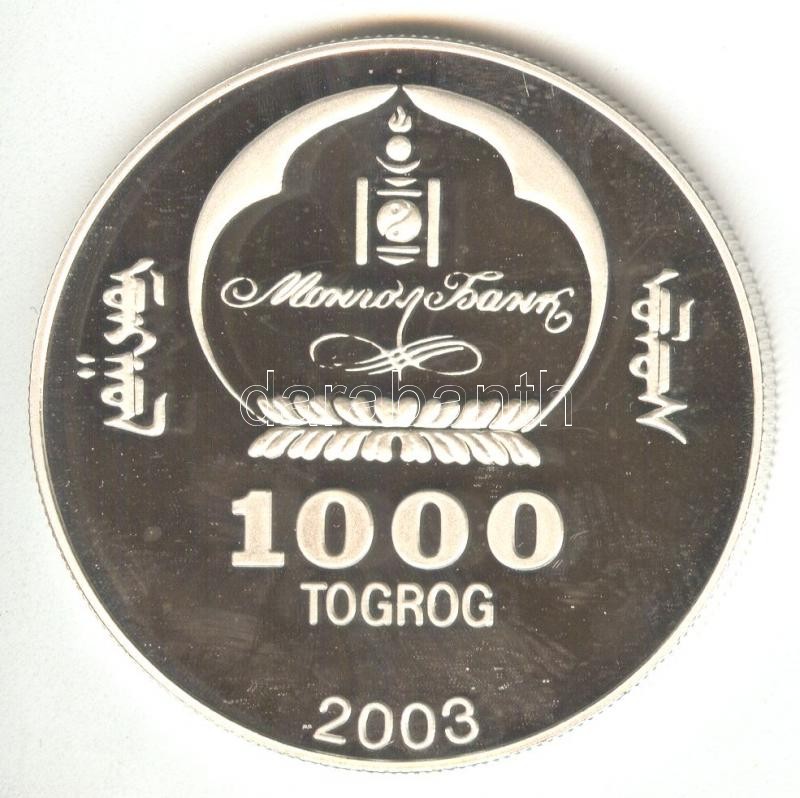 Монгол Банк
darabanth
1000
TOGROG
2003